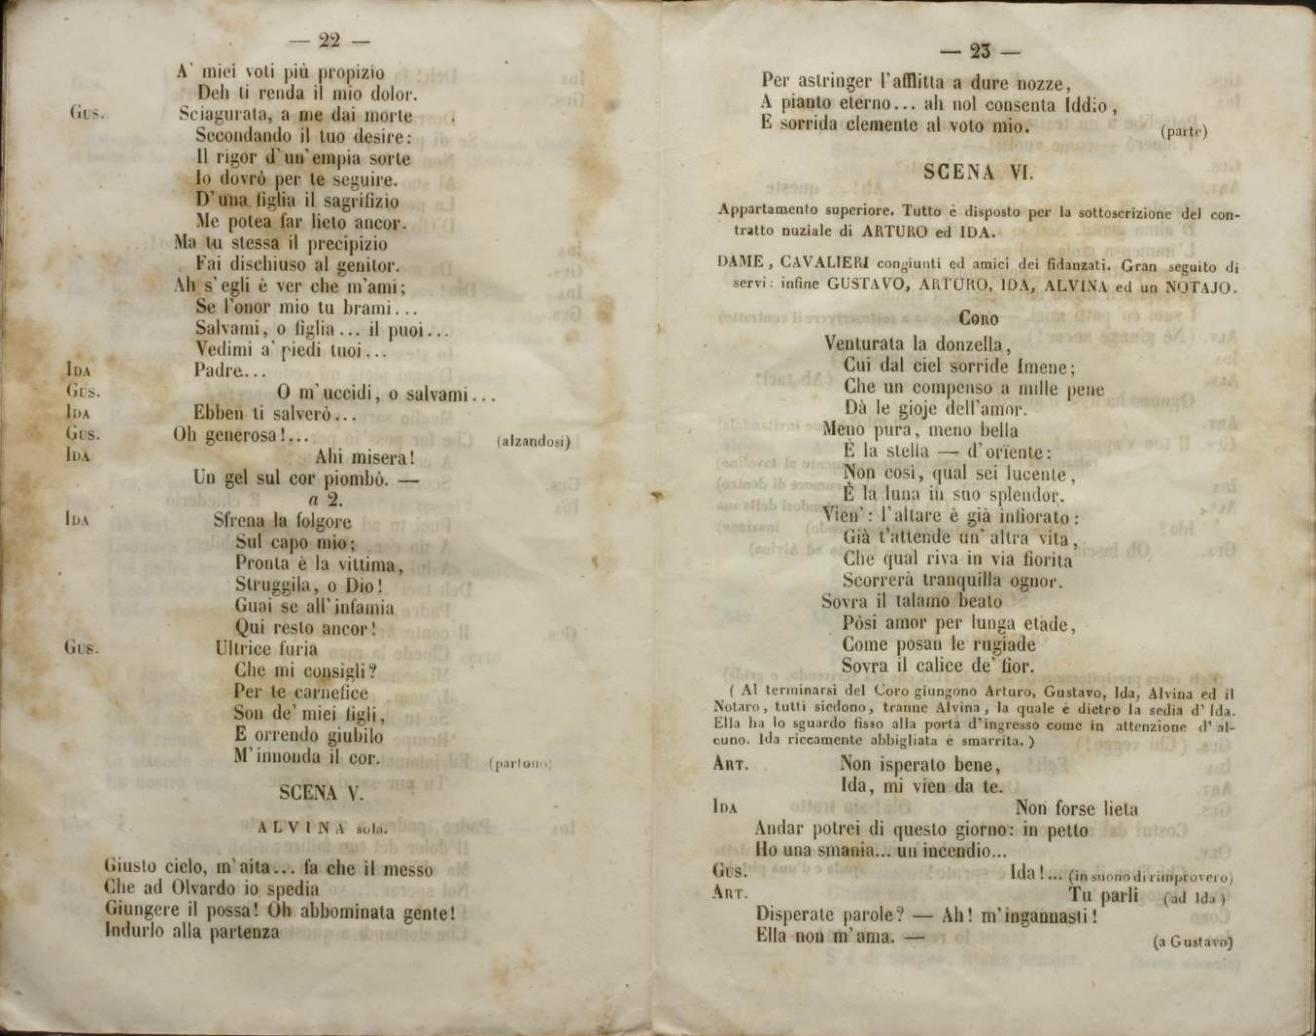 — 22 —
A' miei voti più propizio
Deh ti renda il mio dolor.
GUS. Sciagurata, a me dai morte
Secondando il tuo desire:
Il rigor d'un'empia sorte
Io dovrò per te seguire.
D'una figlia il sagrifizio
Me potea far lieto ancor.
Ma tu stessa il precipizio
Fai dischiuso al genitor.
Ah s'egli è ver che m'ami;
Se l'onor mio tu brami...
Salvami, o figlia... il puoi...
Vedimi a' piedi tuoi...
IDA Padre...
GUS. O m'uccidi, o salvami...
IDA Ebben ti salverò...
GUS. Oh generosa!... (alzandosi)
IDA Ahi misera!
Un gel sul cor piombò. —
a 2.
IDA Sfrena la folgore
Sul capo mio;
Pronta è la vittima,
Struggila, o Dio!
Guai se all'infamia
Qui resto ancor!
GUS. Ultrice furia
Che mi consigli?
Per te carnefice
Son de' miei figli,
E orrendo giubilo
M'innonda il cor. (partono)
SCENA V.
ALVINA sola.
Giusto cielo, m'aita... fa che il messo
Che ad Olvardo io spedia
Giungere il possa! Oh abbominata gente!
Indurlo alla partenza
— 23 —
Per astringer l'afflitta a dure nozze,
A pianto eterno... ah nol consenta Iddio,
E sorrida clemente al voto mio. (parte)
SCENA VI.
Appartamento superiore. Tutto è disposto per la sottoscrizione del con-
tratto nuziale di ARTURO ed IDA.
DAME, CAVALIERI congiunti ed amici dei fidanzati. Gran seguito di
servi: infine GUSTAVO, ARTURO, IDA, ALVINA ed un NOTAJO.
CORO
Venturata la donzella,
Cui dal ciel sorride Imene;
Che un compenso a mille pene
Dà le gioje dell'amor.
Meno pura, meno bella
È la stella — d'oriente:
Non così, qual sei lucente,
È la luna in suo splendor.
Vien': l'altare è già infiorato:
Già t'attende un'altra vita,
Che qual riva in via fiorita
Scorrerà tranquilla ognor.
Sovra il talamo beato
Pòsi amor per lunga etade,
Come posan le rugiade
Sovra il calice de' fior.
( Al terminarsi del Coro giungono Arturo, Gustavo, Ida, Alvina ed il
Notaro, tutti siedono, tranne Alvina, la quale è dietro la sedia d'Ida.
Ella ha lo sguardo fisso alla porta d'ingresso come in attenzione d'al-
cuno. Ida riccamente abbigliata è smarrita. )
ART. Non isperato bene,
Ida, mi vien da te.
IDA Non forse lieta
Andar potrei di questo giorno: in petto
Ho una smania... un incendio...
GUS. Ida!... (in suono di rimprovero)
ART. Tu parli (ad Ida)
Disperate parole? — Ah! m'ingannasti!
Ella non m'ama. — (a Gustavo)